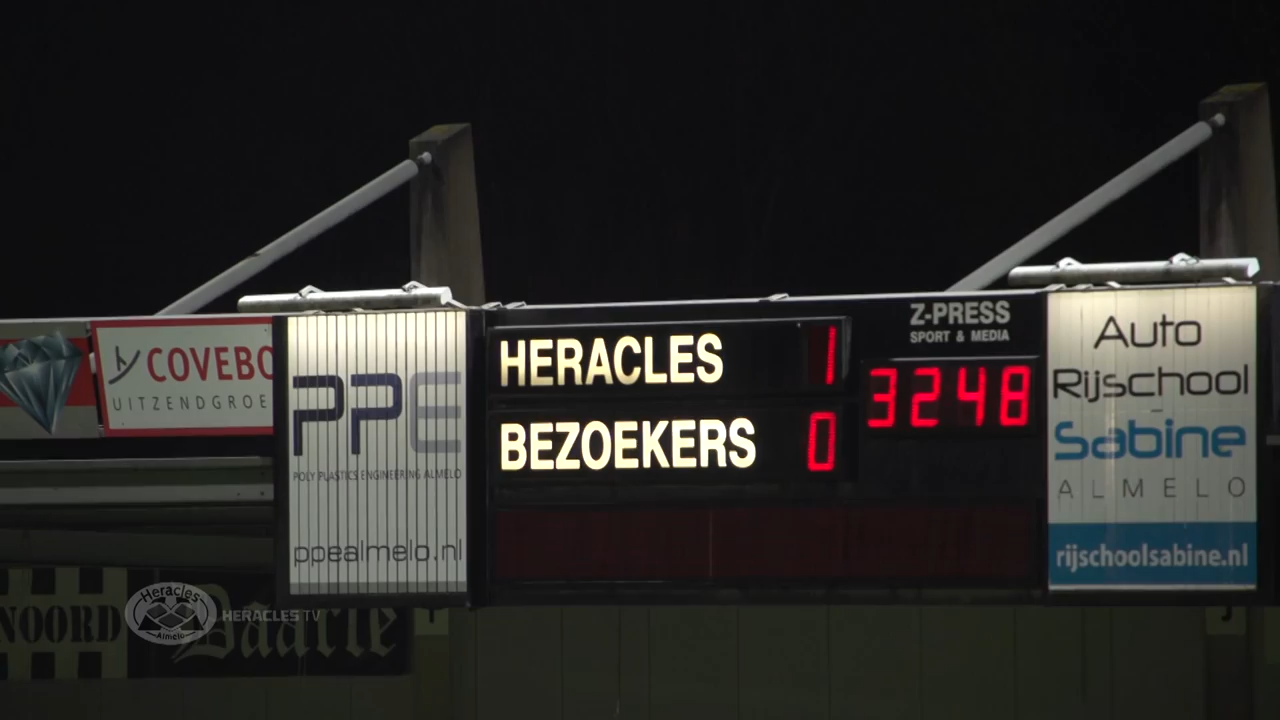 COVEBO
UITZENDGROE
PPE
POLY PLASTICS ENGINEERING ALMELO
ppealmelo.nl
HERACLES 1
BEZOEKERS 0
Z-PRESS
SPORT & MEDIA
3248
Auto
Rijschool
Sabine
ALMELO
rijschoolsabine.nl
NOORD
Baarle
Heracles
Almelo
HERACLES TV